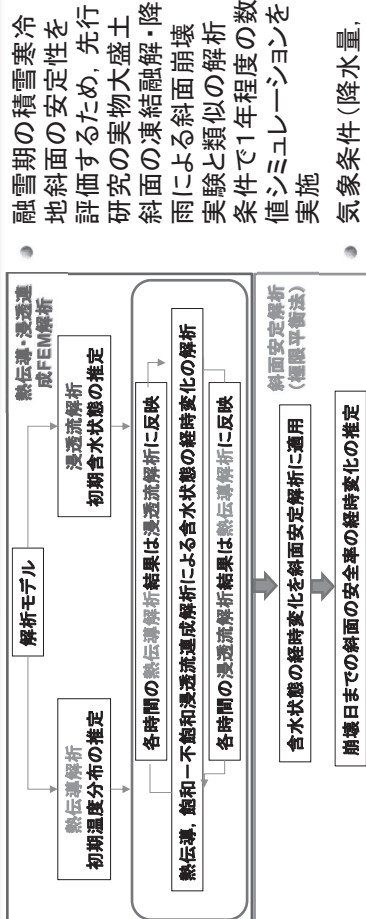 熱伝導・浸透連
成FEM解析
解析モデル
熱伝導解析
初期温度分布の推定
浸透流解析
初期含水状態の推定
各時間の熱伝導解析結果は浸透流解析に反映
熱伝導，飽和－不飽和浸透流連成解析による含水状態の経時変化の解析
各時間の浸透流解析結果は熱伝導解析に反映
斜面安定解析
（極限平衡法）
含水状態の経時変化を斜面安定解析に適用
崩壊日までの斜面の安全率の経時変化の推定
• 融雪期の積雪寒冷
地斜面の安定性を
評価するため，先行
研究の実物大盛土
斜面の凍結融解・降
雨による斜面崩壊
実験と類似の解析
条件で1年程度の数
値シミュレーションを
実施
• 気象条件（降水量，